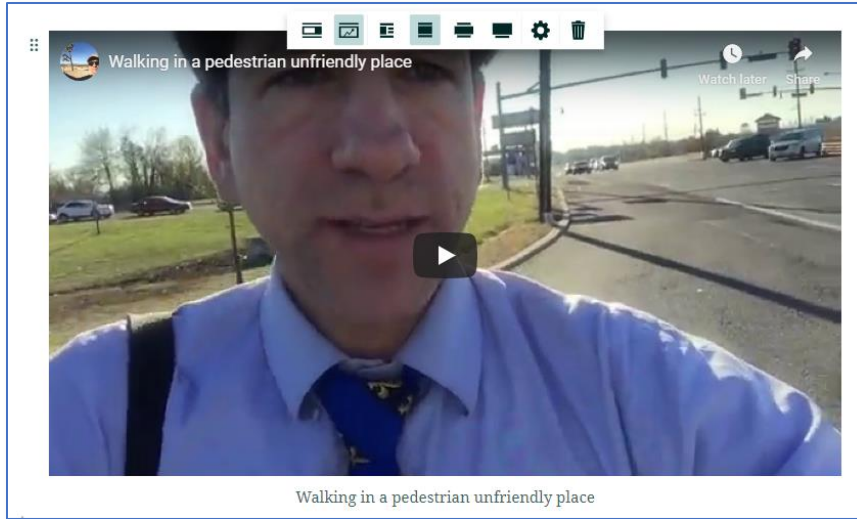 Walking in a pedestrian unfriendly place
Watch later
Share
Walking in a pedestrian unfriendly place